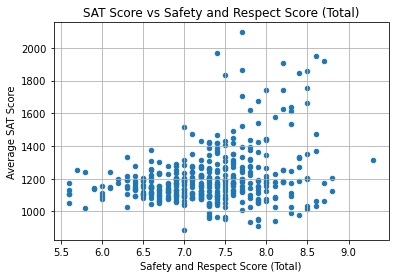 SAT Score vs Safety and Respect Score (Total)
2000
1800
1600
1400
1200
1000
Average SAT Score
5.5 6.0 6.5 7.0 7.5 8.0 8.5 9.0
Safety and Respect Score (Total)